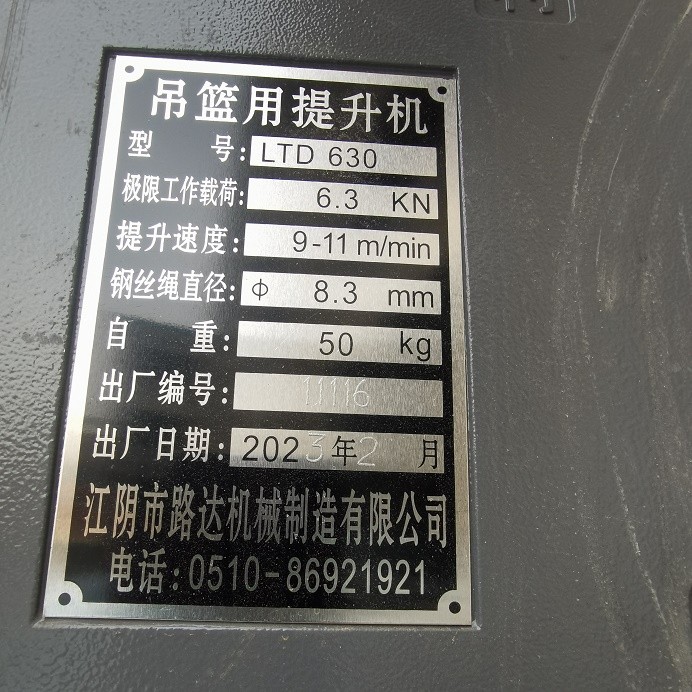 吊篮用提升机
型 号: LTD 630
极限工作载荷: 6.3 KN
提升速度: 9-11 m/min
钢丝绳直径: ф 8.3 mm
自 重: 50 kg
出厂编号: 11116
出厂日期: 2023年2月
江阴市路达机械制造有限公司
电话:0510-86921921